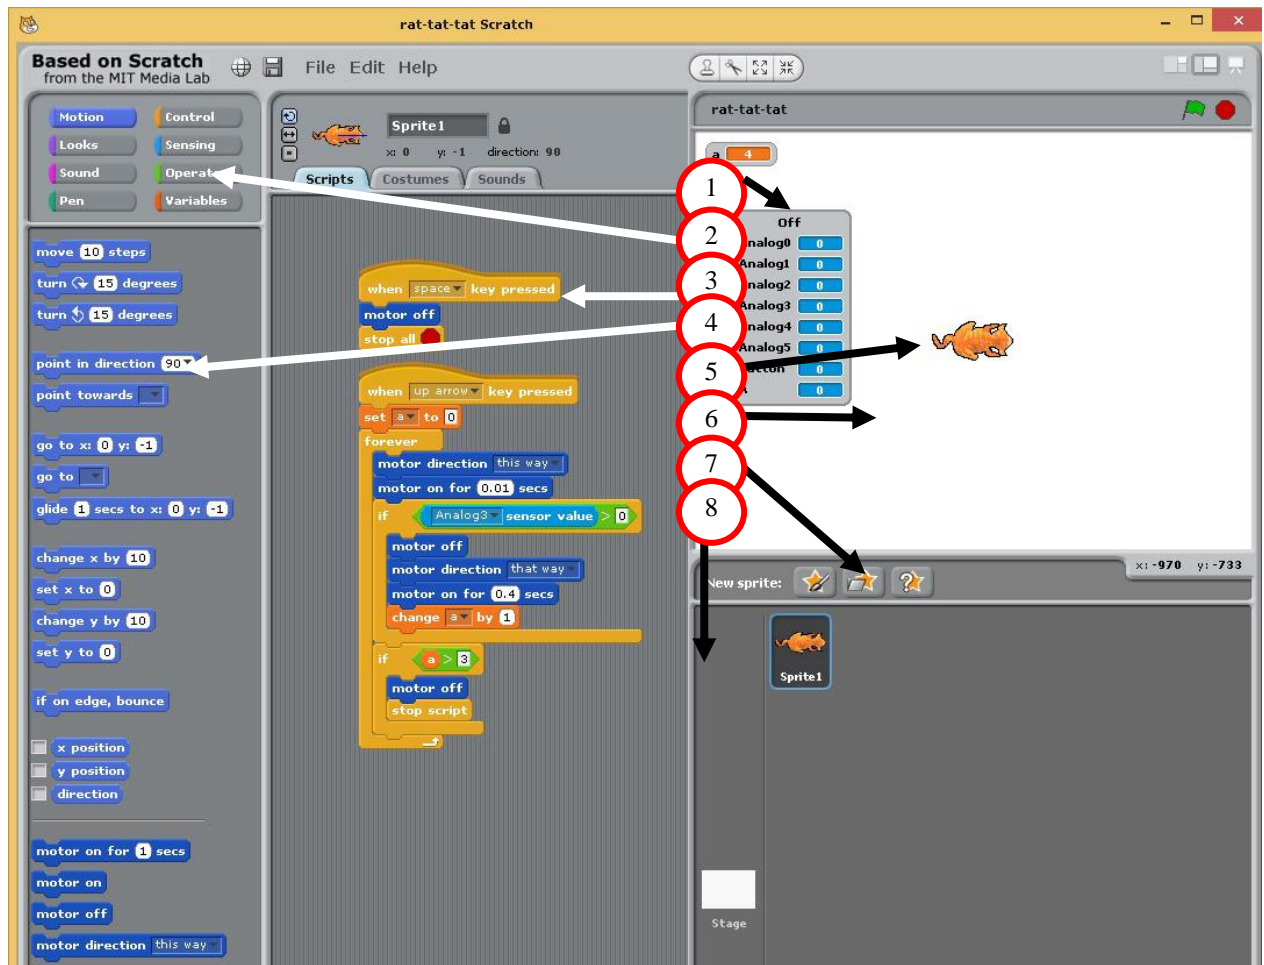 rat-tat-tat Scratch
Based on Scratch
from the MIT Media Lab
File Edit Help
Motion Control
Looks Sensing
Sound
Pen Variables
move 10 steps
turn 15 degrees
turn 15 degrees
point in direction 90
point towards
go to x: 0 y: -1
go to
glide 1 secs to x: 0 y: -1
change x by 10
set x to 0
change y by 10
set y to 0
if on edge, bounce
x position
y position
direction
motor on for 1 secs
motor on
motor off
motor direction this way
Sprite1
x: 0 y: -1 direction: 90
Scripts Costumes Sounds
when space key pressed
motor off
stop all
when up arrow key pressed
set a to 0
forever
motor direction this way
motor on for 0.01 secs
if Analog3 sensor value > 0
motor off
motor direction that way
motor on for 0.4 secs
change a by 1
if a > 3
motor off
stop script
rat-tat-tat
a 4
Off
nalog0 0
Analog1 0
nalog2 0
Analog3 0
nalog4 0
Analog5 0
0
0
1
2
3
4
5
6
7
8
x: -970 y: -733
New sprite:
Sprite1
Stage